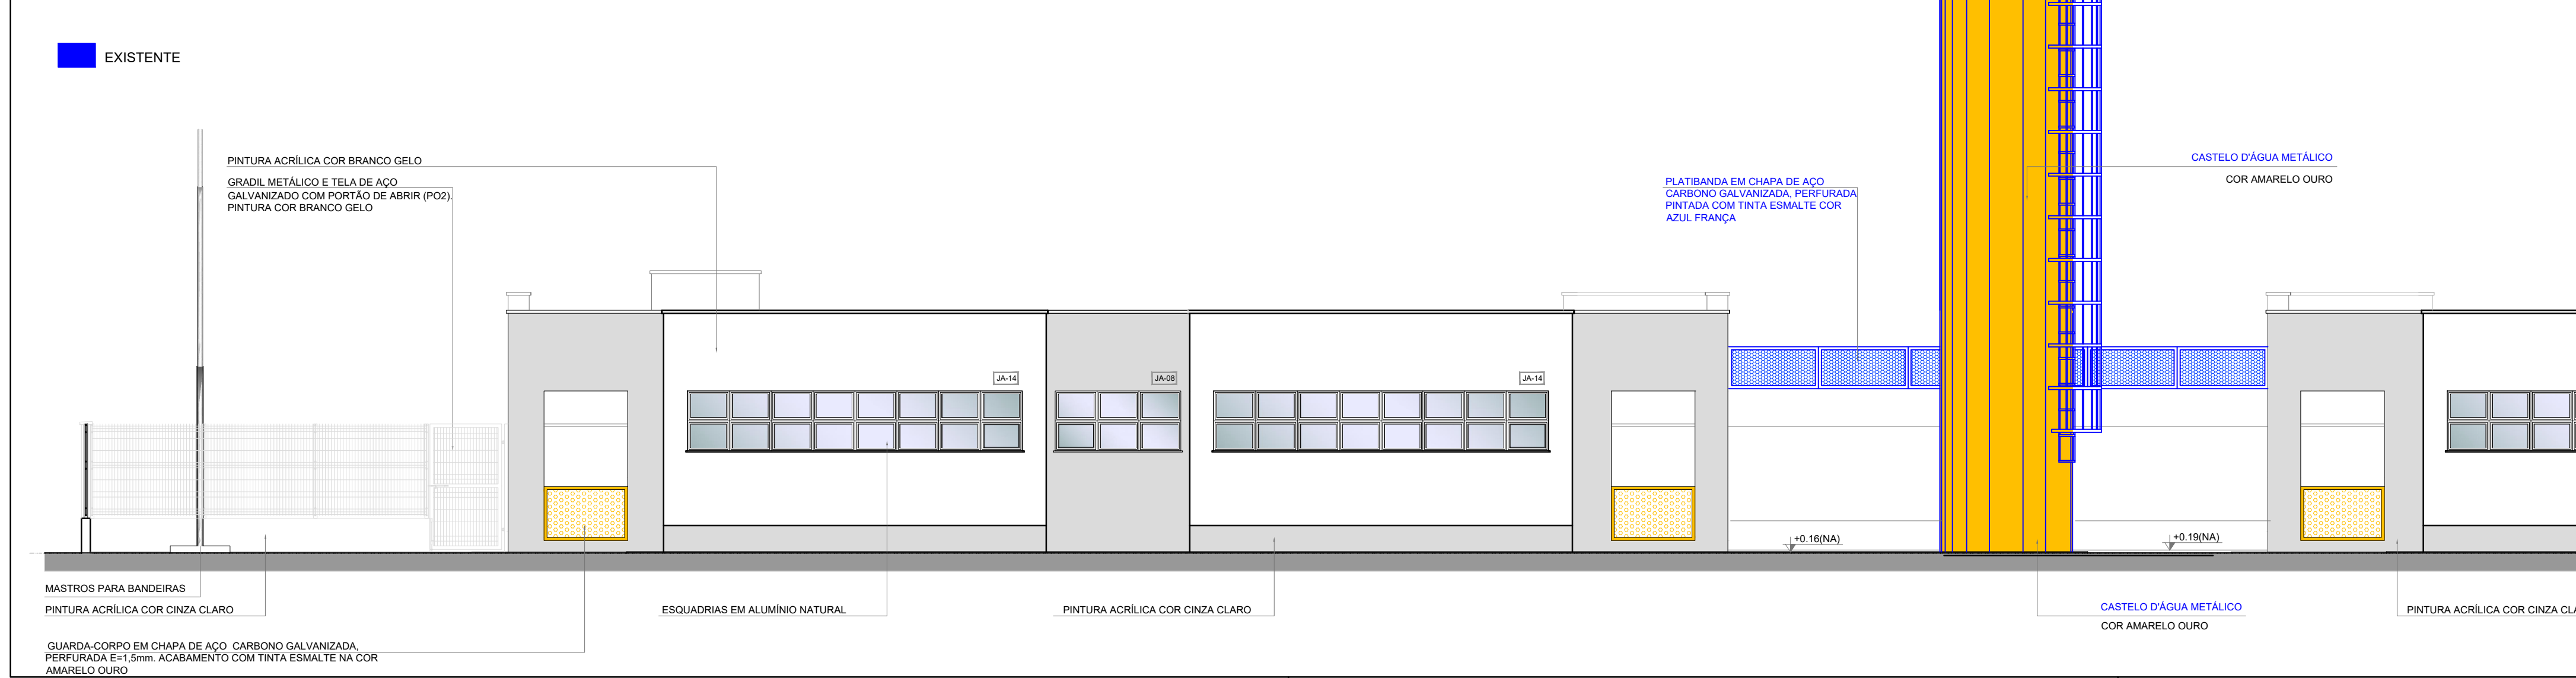 EXISTENTE
PINTURA ACRÍLICA COR BRANCO GELO
GRADIL METÁLICO E TELA DE AÇO
GALVANIZADO COM PORTÃO DE ABRIR (PO2).
PINTURA COR BRANCO GELO
PLATIBANDA EM CHAPA DE AÇO
CARBONO GALVANIZADA, PERFURADA
PINTADA COM TINTA ESMALTE COR
AZUL FRANÇA
CASTELO D'ÁGUA METÁLICO
COR AMARELO OURO
JA-14
JA-08
JA-14
+0.16(NA)
+0.19(NA)
MASTROS PARA BANDEIRAS
PINTURA ACRÍLICA COR CINZA CLARO
ESQUADRIAS EM ALUMÍNIO NATURAL
PINTURA ACRÍLICA COR CINZA CLARO
CASTELO D'ÁGUA METÁLICO
COR AMARELO OURO
PINTURA ACRÍLICA COR CINZA
GUARDA-CORPO EM CHAPA DE AÇO CARBONO GALVANIZADA,
PERFURADA E=1,5mm. ACABAMENTO COM TINTA ESMALTE NA COR
AMARELO OURO